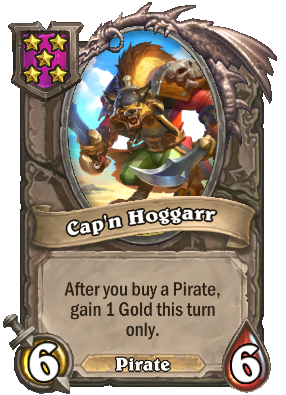 Cap'n Hoggarr
After you buy a Pirate,
gain 1 Gold this turn
only.
6
Pirate
6